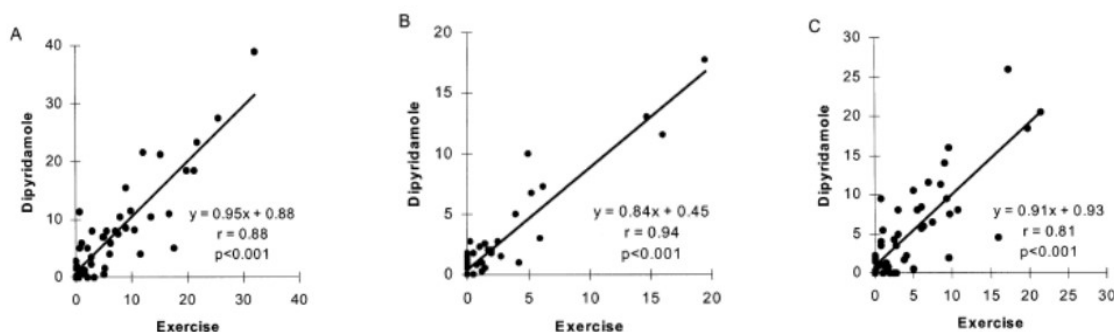 A
Dipyridamole
40
30
20
10
0
y = 0.95x + 0.88
r = 0.88
p<0.001
0 10 20 30 40
Exercise
B
Dipyridamole
20
15
10
5
0
y = 0.84x + 0.45
r = 0.94
p<0.001
0 5 10 15 20
Exercise
C
Dipyridamole
30
25
20
15
10
5
0
y = 0.91x + 0.93
r = 0.81
p<0.001
0 5 10 15 20 25 30
Exercise